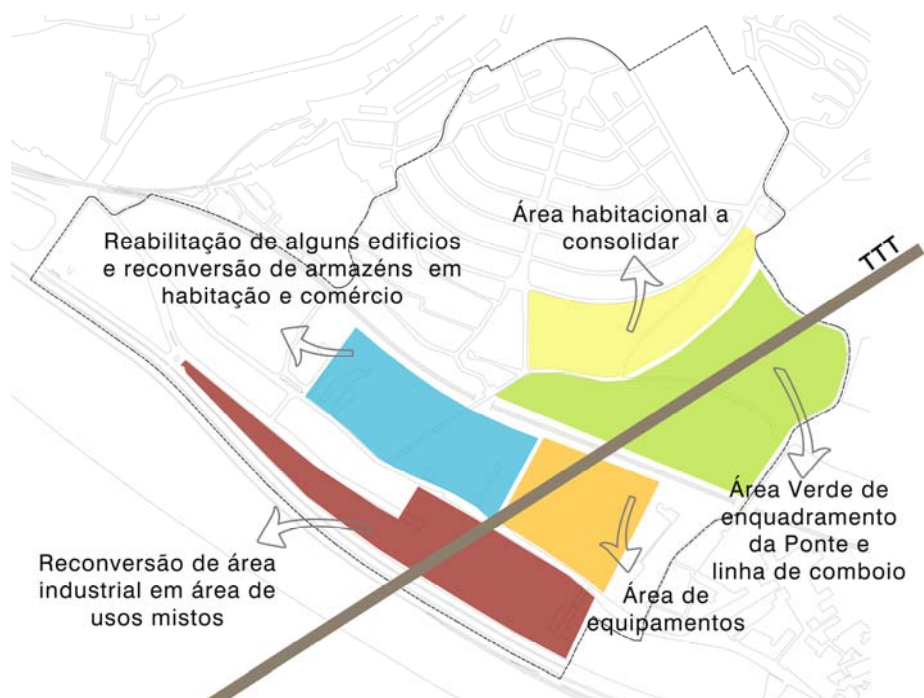 Área habitacional a
consolidar
TTT
Reabilitação de alguns edificios
e reconversão de armazéns em
habitação e comércio
Área Verde de
enquadramento
da Ponte e
linha de comboio
Reconversão de área
industrial em área de
usos mistos
Área de
equipamentos